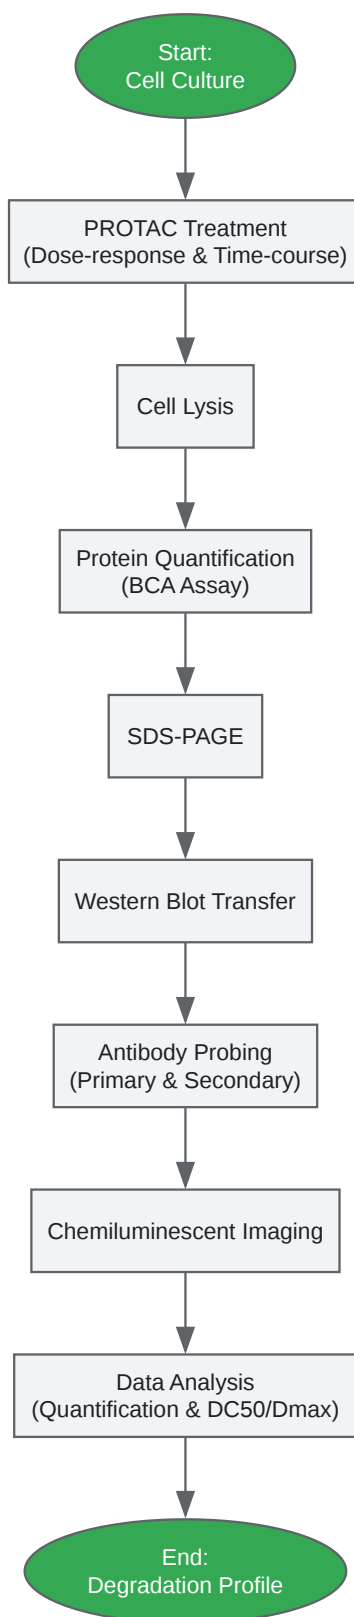 Start:
Cell Culture
PROTAC Treatment
(Dose-response & Time-course)
Cell Lysis
Protein Quantification
(BCA Assay)
SDS-PAGE
Western Blot Transfer
Antibody Probing
(Primary & Secondary)
Chemiluminescent Imaging
Data Analysis
(Quantification & DC50/Dmax)
End:
Degradation Profile